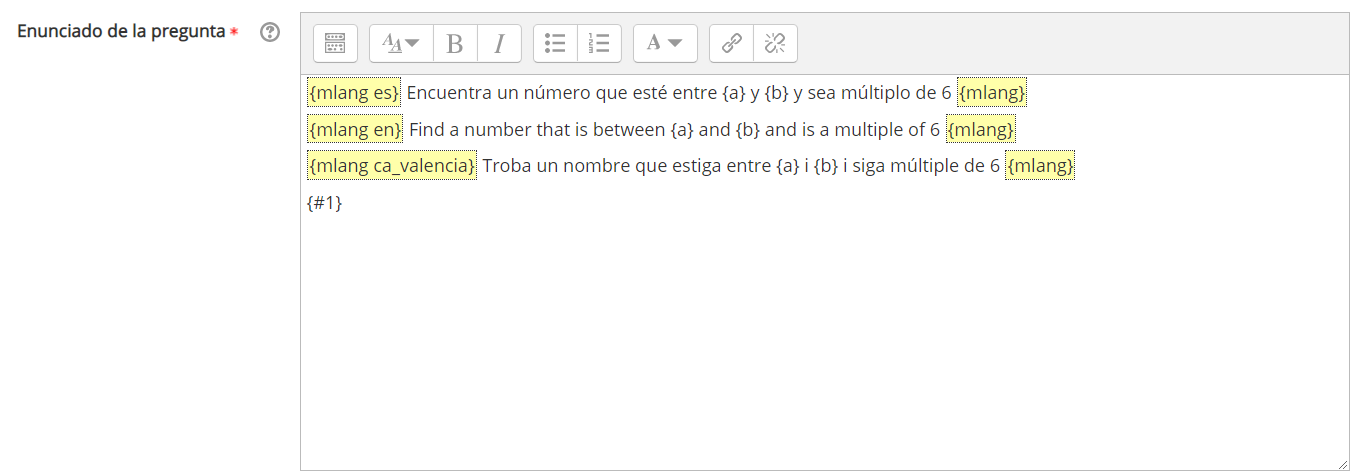 Enunciado de la pregunta *
{mlang es} Encuentra un número que esté entre {a} y {b} y sea múltiplo de 6 {mlang}
{mlang en} Find a number that is between {a} and {b} and is a multiple of 6 {mlang}
{mlang ca_valencia} Troba un nombre que estiga entre {a} i {b} i siga múltiple de 6 {mlang}
{#1}